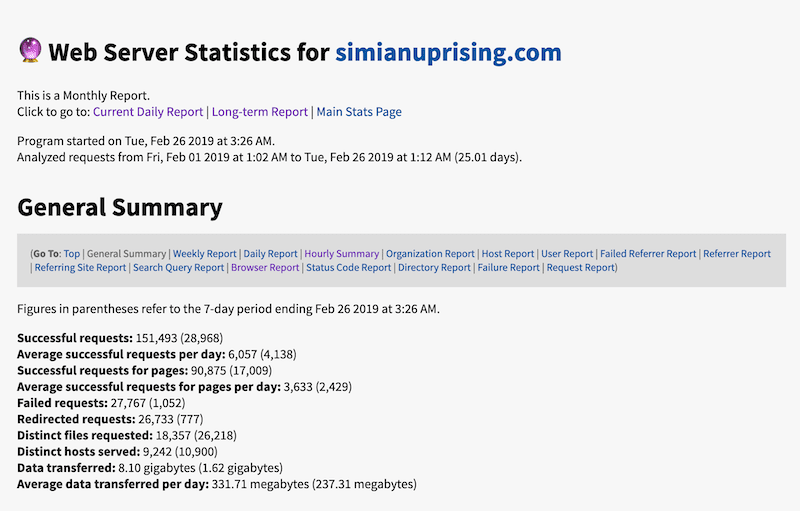 Web Server Statistics for simianuprising.com
This is a Monthly Report.
Click to go to: Current Daily Report | Long-term Report | Main Stats Page
Program started on Tue, Feb 26 2019 at 3:26 AM.
Analyzed requests from Fri, Feb 01 2019 at 1:02 AM to Tue, Feb 26 2019 at 1:12 AM (25.01 days).
General Summary
(Go To: Top | General Summary | Weekly Report | Daily Report | Hourly Summary | Organization Report | Host Report | User Report | Failed Referrer Report | Referrer Report
| Referring Site Report | Search Query Report | Browser Report | Status Code Report | Directory Report | Failure Report | Request Report)
Figures in parentheses refer to the 7-day period ending Feb 26 2019 at 3:26 AM.
Successful requests: 151,493 (28,968)
Average successful requests per day: 6,057 (4,138)
Successful requests for pages: 90,875 (17,009)
Average successful requests for pages per day: 3,633 (2,429)
Failed requests: 27,767 (1,052)
Redirected requests: 26,733 (777)
Distinct files requested: 18,357 (26,218)
Distinct hosts served: 9,242 (10,900)
Data transferred: 8.10 gigabytes (1.62 gigabytes)
Average data transferred per day: 331.71 megabytes (237.31 megabytes)